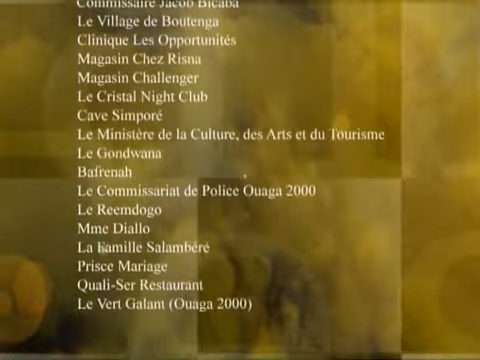 Commissaire Jacob Bicaba
Le Village de Boutenga
Clinique Les Opportunités
Magasin Chez Risna
Magasin Challenger
Le Cristal Night Club
Cave Simporé
Le Ministère de la Culture, des Arts et du Tourisme
Le Gondwana
Bafrenah
Le Commissariat de Police Ouaga 2000
Le Reemdogo
Mme Diallo
La Famille Salambéré
Prisce Mariage
Quali-Ser Restaurant
Le Vert Galant (Ouaga 2000)